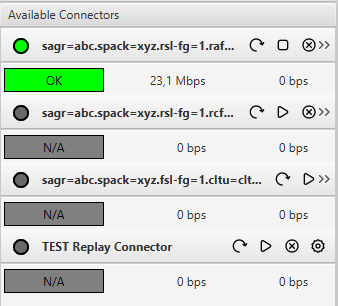 Available Connectors
sagr=abc.spack=xyz.rsl-fg=1.raf...
OK 23,1 Mbps 0 bps
sagr=abc.spack=xyz.rsl-fg=1.rcf...
N/A 0 bps 0 bps
sagr=abc.spack=xyz.rsl-fg=1.cltu=clt...
N/A 0 bps 0 bps
TEST Replay Connector
N/A 0 bps 0 bps